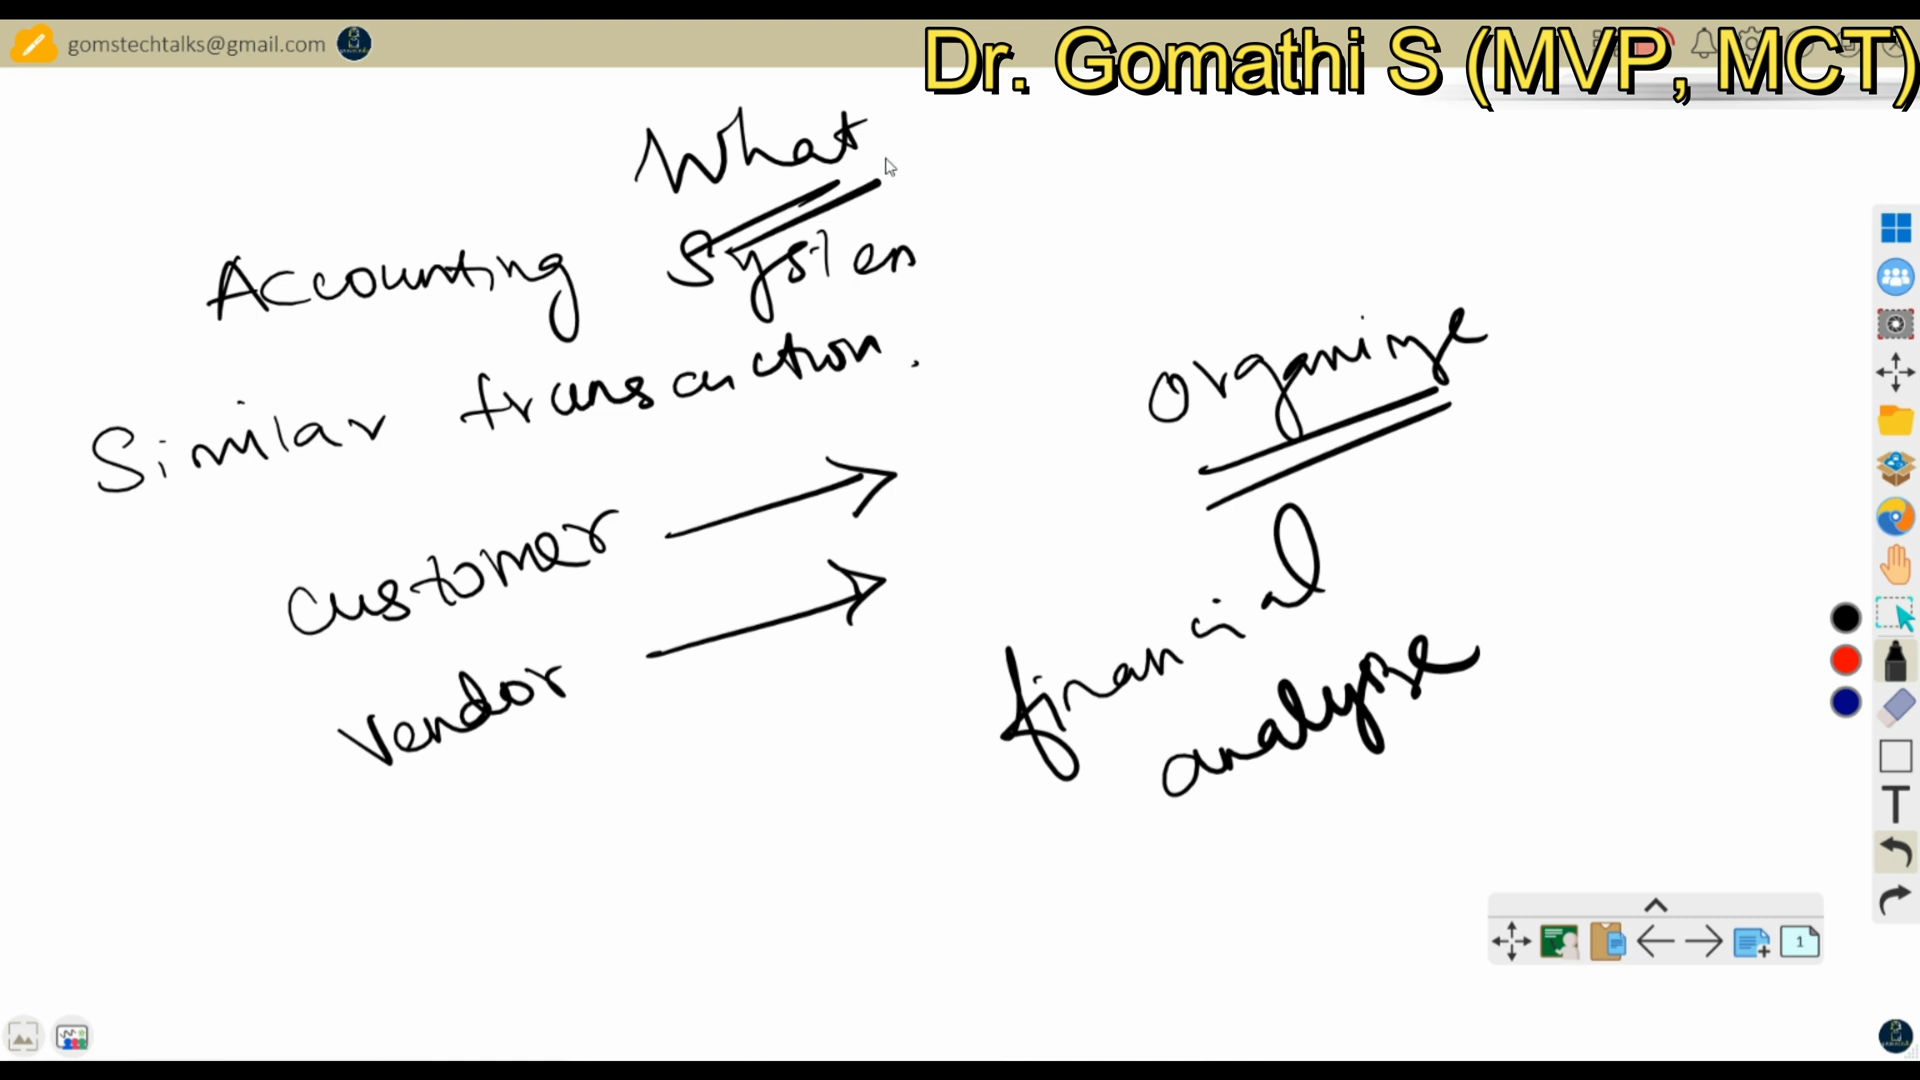 gomstechtalks@gmail.com
Dr. Gomathi S (MVP, MCT)
What
Accounting System
Similar transaction.
Customer
Vendor
Organize
financial
analyze
T
1